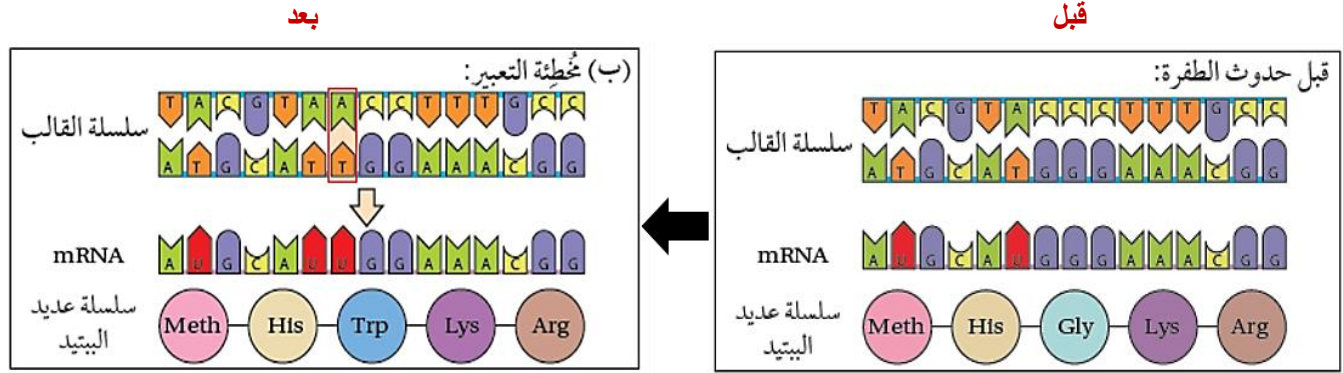 قبل
قبل حدوث الطفرة:
T A C G T A C C C T T T G C C
سلسلة القالب
A T G C A T G G G A A A C G G
mRNA
A U G C A U G G G A A A C G G
سلسلة عديد
الببتيد
Meth His Gly Lys Arg
بعد
(ب) مُخطِئة التعبير:
T A C G T A A C C T T T G C C
سلسلة القالب
A T G C A T T G G A A A C G G
mRNA
A U G C A U U G G A A A C G G
سلسلة عديد
الببتيد
Meth His Trp Lys Arg